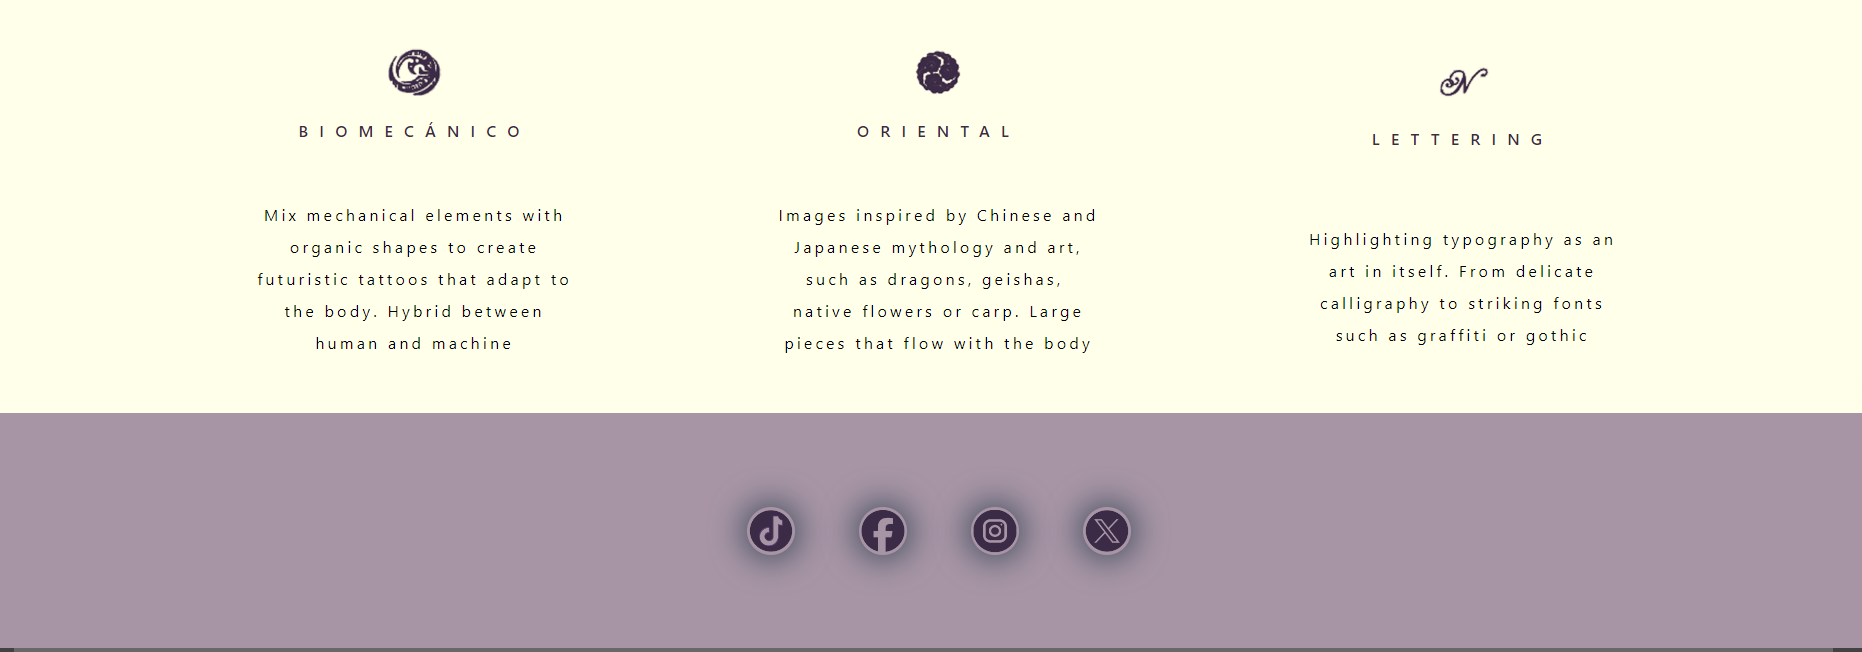 BIOMECÁNICO
Mix mechanical elements with
organic shapes to create
futuristic tattoos that adapt to
the body. Hybrid between
human and machine
ORIENTAL
Images inspired by Chinese and
Japanese mythology and art,
such as dragons, geishas,
native flowers or carp. Large
pieces that flow with the body
N
LETTERING
Highlighting typography as an
art in itself. From delicate
calligraphy to striking fonts
such as graffiti or gothic